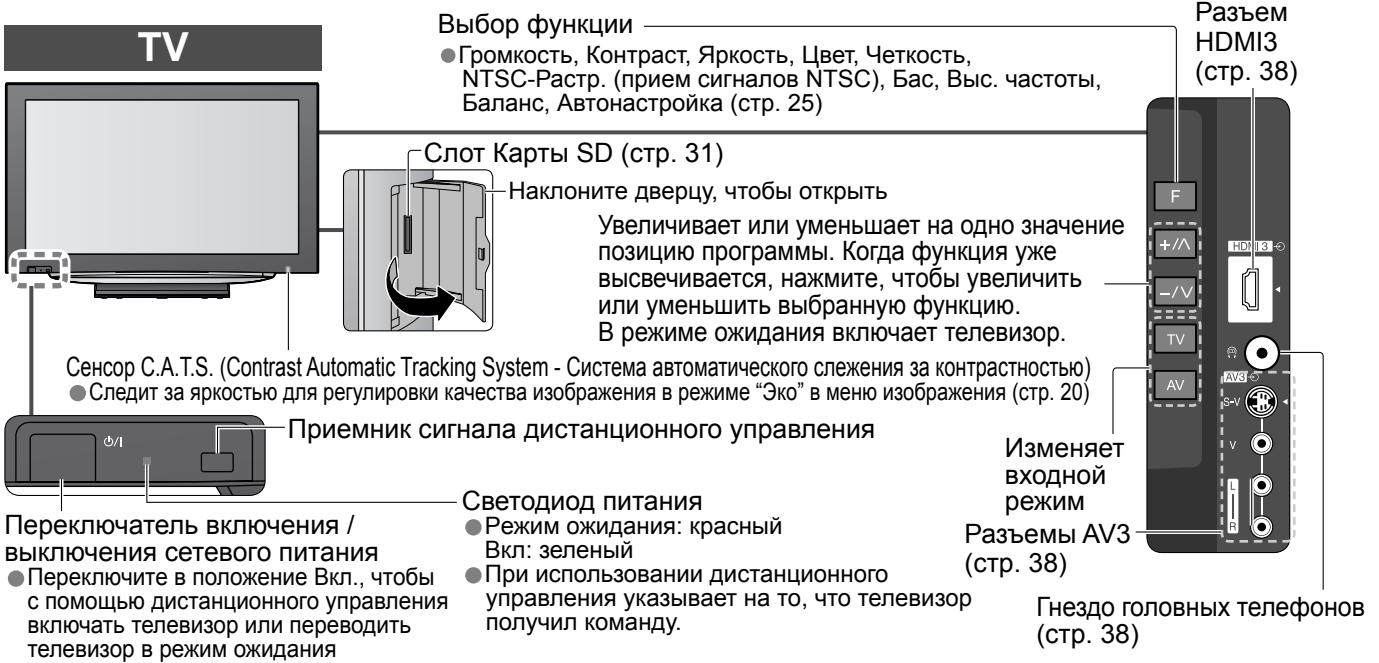 TV
Выбор функции
●Громкость, Контраст, Яркость, Цвет, Четкость,
NTSC-Растр. (прием сигналов NTSC), Бас, Выс. частоты,
Баланс, Автонастройка (стр. 25)
Разъем
HDMI3
(стр. 38)
Слот Карты SD (стр. 31)
Наклоните дверцу, чтобы открыть
Увеличивает или уменьшает на одно значение
позицию программы. Когда функция уже
высвечивается, нажмите, чтобы увеличить
или уменьшить выбранную функцию.
В режиме ожидания включает телевизор.
F
+/∧
−/∨
TV
AV
HDMI 3
AV3
S-V
V
L
R
Сенсор C.A.T.S. (Contrast Automatic Tracking System - Система автоматического слежения за контрастностью)
●Следит за яркостью для регулировки качества изображения в режиме “Эко” в меню изображения (стр. 20)
Приемник сигнала дистанционного управления
Изменяет
входной
режим
Светодиод питания
●Режим ожидания: красный
Вкл: зеленый
●При использовании дистанционного
управления указывает на то, что телевизор
получил команду.
Переключатель включения /
выключения сетевого питания
●Переключите в положение Вкл., чтобы
с помощью дистанционного управления
включать телевизор или переводить
телевизор в режим ожидания
Разъемы AV3
(стр. 38)
Гнездо головных телефонов
(стр. 38)